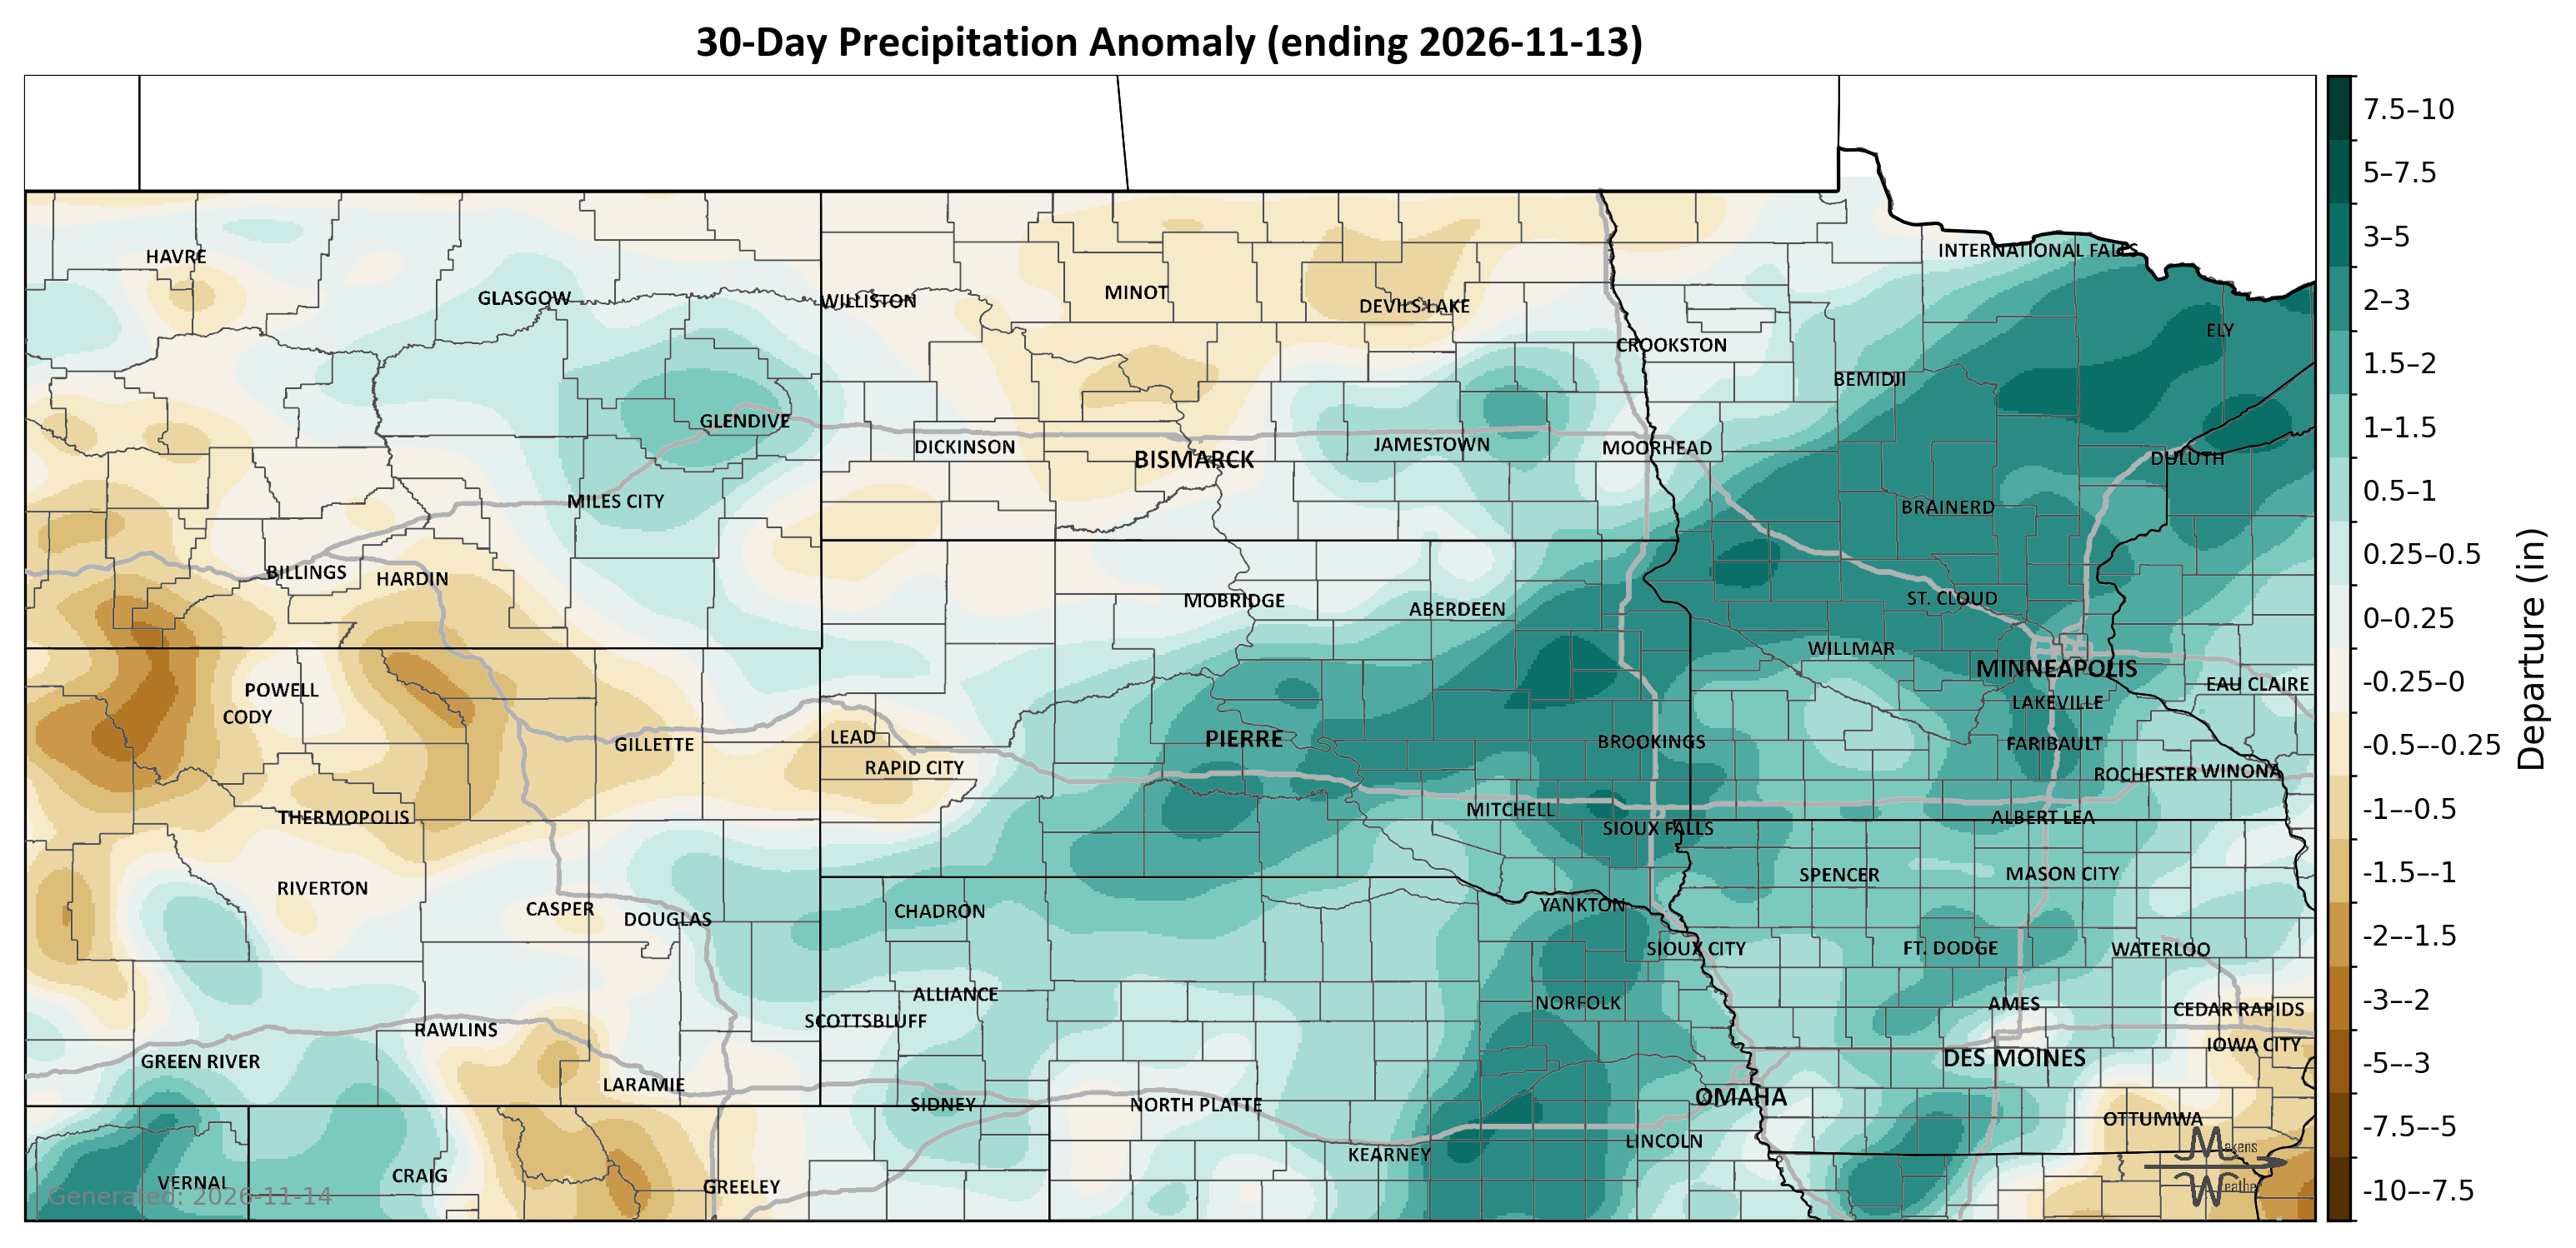 30-Day Precipitation Anomaly (ending 2026-11-13)
7.5–10
5–7.5
3–5
2–3
1.5–2
1–1.5
0.5–1
0.25–0.5
0–0.25
-0.25–0
-0.5–-0.25
-1–-0.5
-1.5–-1
-2–-1.5
-3–-2
-5–-3
-7.5–-5
-10–-7.5
Departure (in)
INTERNATIONAL FALLS
HAVRE
GLASGOW
WILLISTON
MINOT
DEVILS LAKE
ELY
CROOKSTON
BEMIDJI
GLENDIVE
DICKINSON
BISMARCK
JAMESTOWN
MOORHEAD
DULUTH
MILES CITY
BRAINERD
BILLINGS
HARDIN
MOBRIDGE
ABERDEEN
ST. CLOUD
WILLMAR
MINNEAPOLIS
POWELL
CODY
EAU CLAIRE
LAKEVILLE
GILLETTE
LEAD
RAPID CITY
PIERRE
BROOKINGS
FARIBAULT
ROCHESTER
WINONA
THERMOPOLIS
MITCHELL
SIOUX FALLS
ALBERT LEA
RIVERTON
CASPER
DOUGLAS
CHADRON
YANKTON
SPENCER
MASON CITY
SIOUX CITY
FT. DODGE
WATERLOO
ALLIANCE
SCOTTSBLUFF
NORFOLK
AMES
CEDAR RAPIDS
RAWLINS
GREEN RIVER
IOWA CITY
DES MOINES
LARAMIE
SIDNEY
NORTH PLATTE
OMAHA
OTTUMWA
LINCOLN
KEARNEY
VERNAL
CRAIG
GREELEY
Generated: 2026-11-14
Makens
Weather